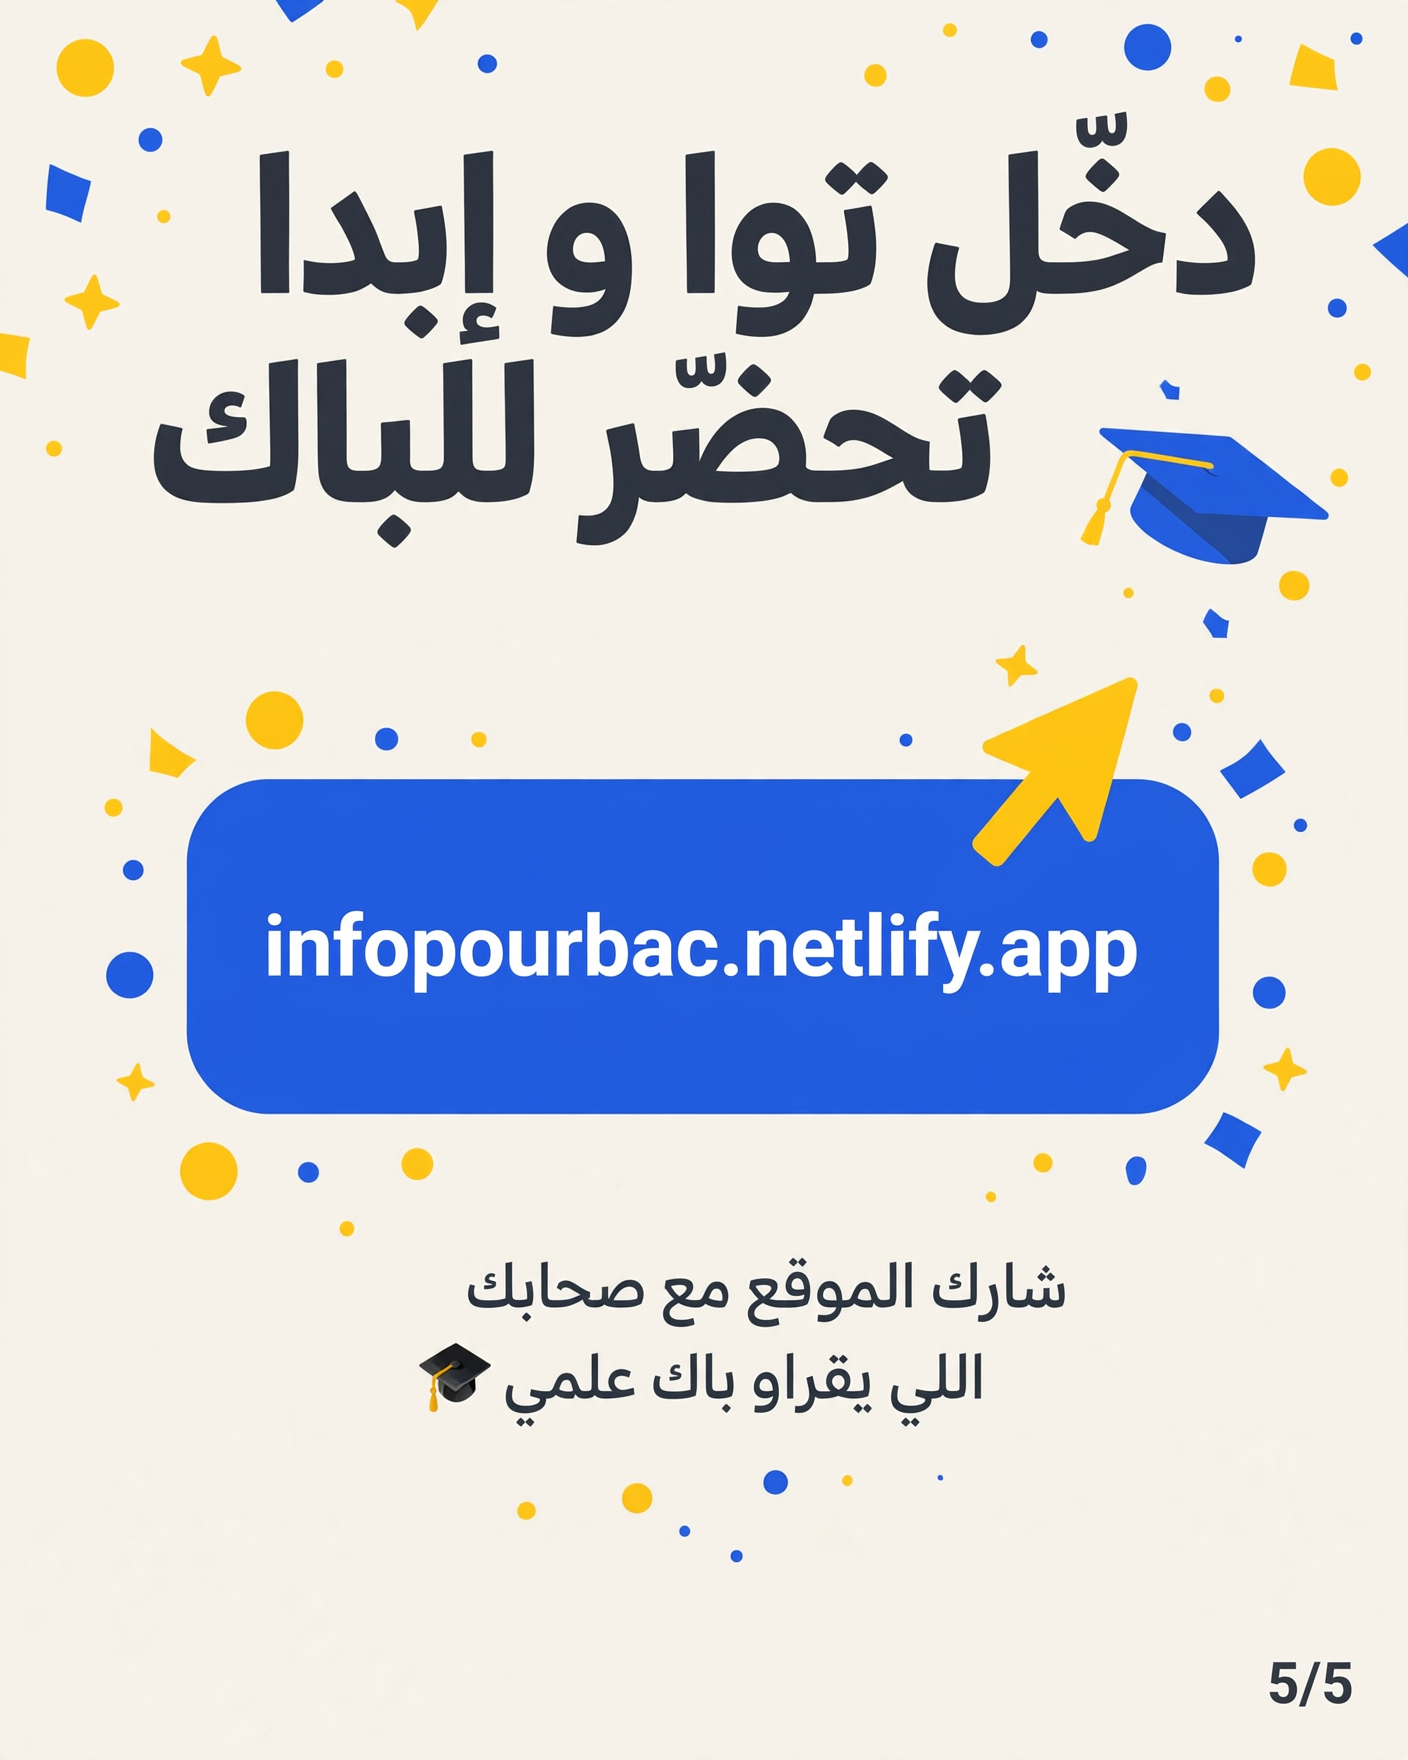 دخّل توا و إبدا
تحضّر للباك
infopourbac.netlify.app
شارك الموقع مع صحابك
اللي يقراو باك علمي 🎓
5/5